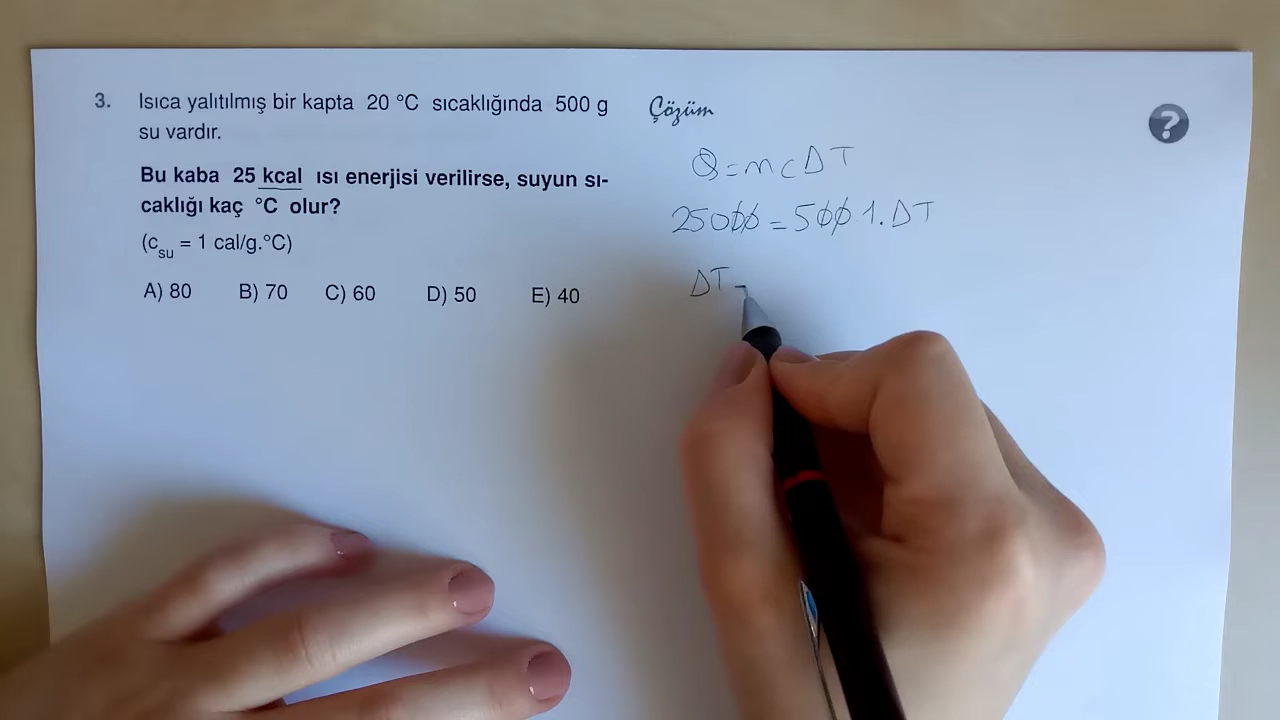 3. Isıca yalıtılmış bir kapta 20 °C sıcaklığında 500 g
su vardır.
Bu kaba 25 kcal ısı enerjisi verilirse, suyun sı-
caklığı kaç °C olur?
(csu = 1 cal/g.°C)
A) 80 B) 70 C) 60 D) 50 E) 40
Çözüm
?
Q = m c ΔT
25000 = 500 1. ΔT
ΔT =